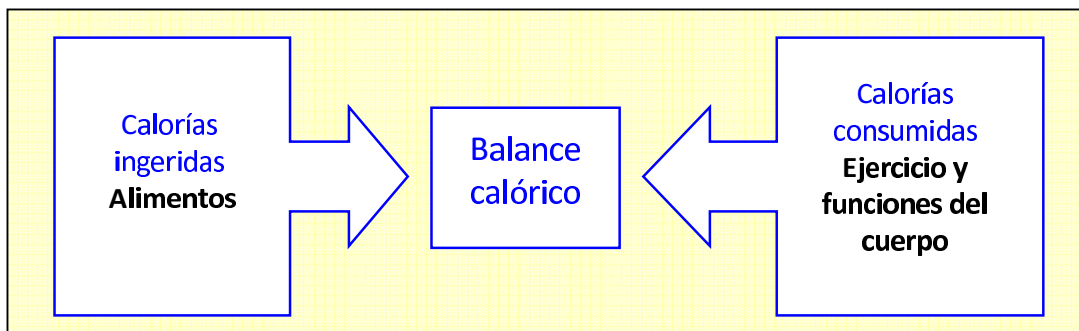 Calorías
ingeridas
Alimentos
Balance
calórico
Calorías
consumidas
Ejercicio y
funciones del
cuerpo